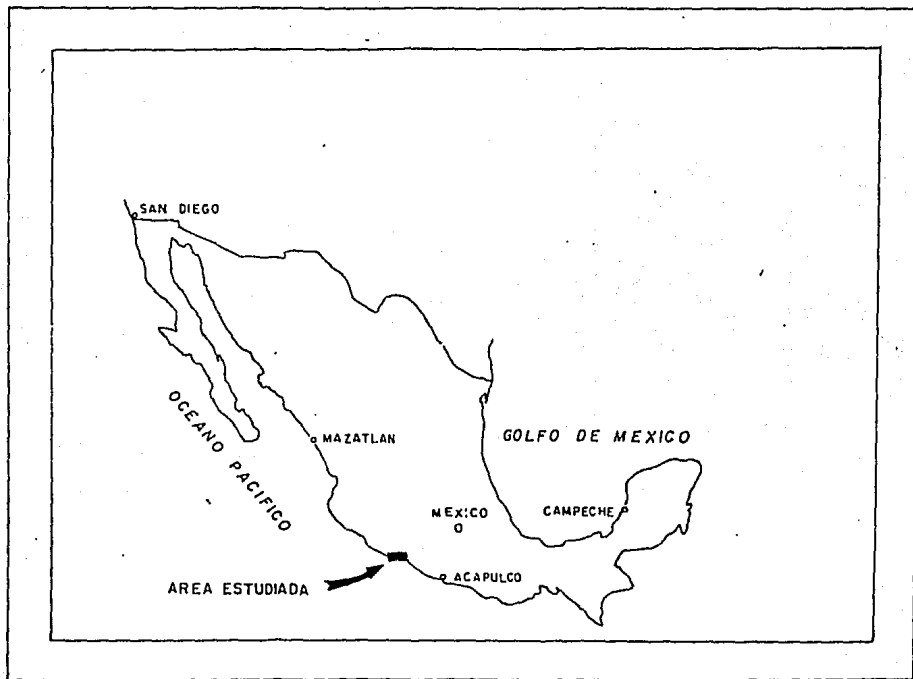 SAN DIEGO
OCEANO PACIFICO
MAZATLAN
GOLFO DE MEXICO
MEXICO
CAMPECHE
AREA ESTUDIADA
ACAPULCO